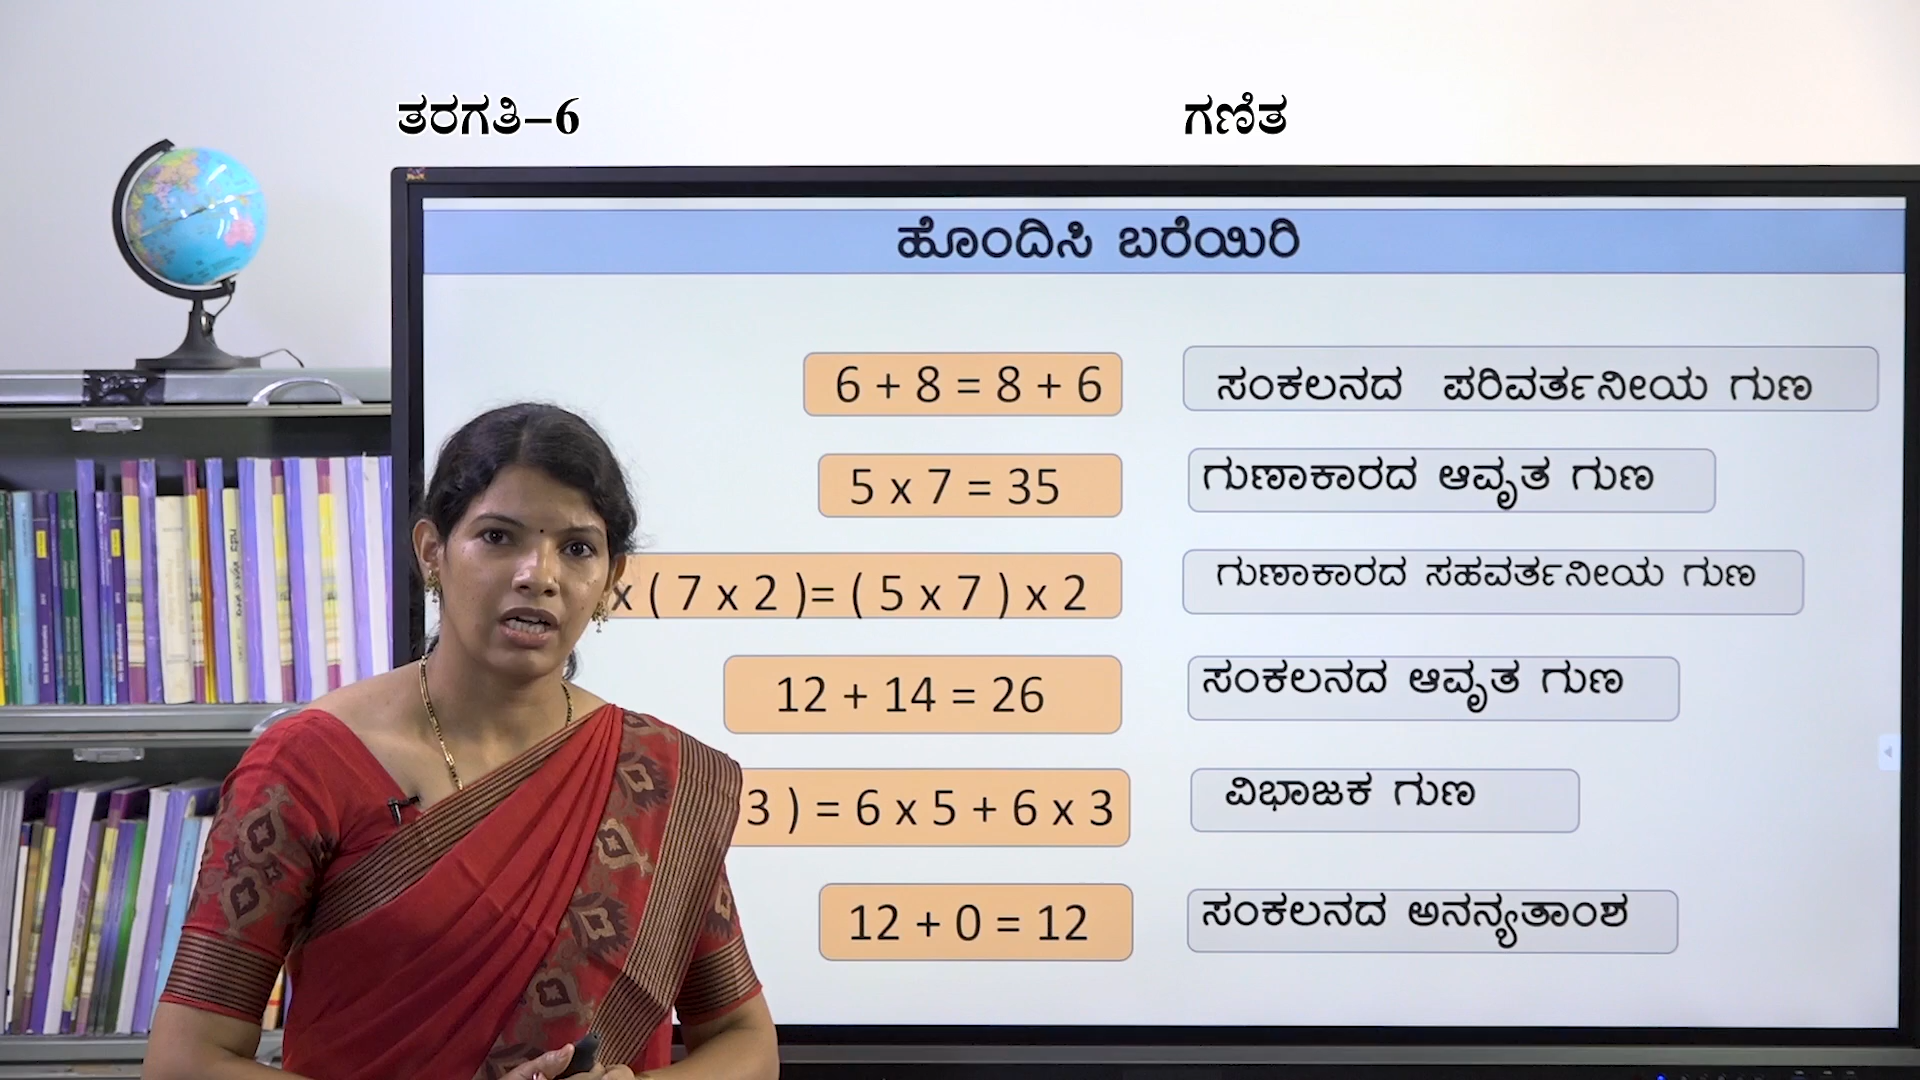 ತರಗತಿ–6
ಗಣಿತ
ಹೊಂದಿಸಿ ಬರೆಯಿರಿ
6 + 8 = 8 + 6
ಸಂಕಲನದ ಪರಿವರ್ತನೀಯ ಗುಣ
5 x 7 = 35
ಗುಣಾಕಾರದ ಆವೃತ ಗುಣ
x ( 7 x 2 )= ( 5 x 7 ) x 2
ಗುಣಾಕಾರದ ಸಹವರ್ತನೀಯ ಗುಣ
12 + 14 = 26
ಸಂಕಲನದ ಆವೃತ ಗುಣ
3 ) = 6 x 5 + 6 x 3
ವಿಭಾಜಕ ಗುಣ
12 + 0 = 12
ಸಂಕಲನದ ಅನನ್ಯತಾಂಶ